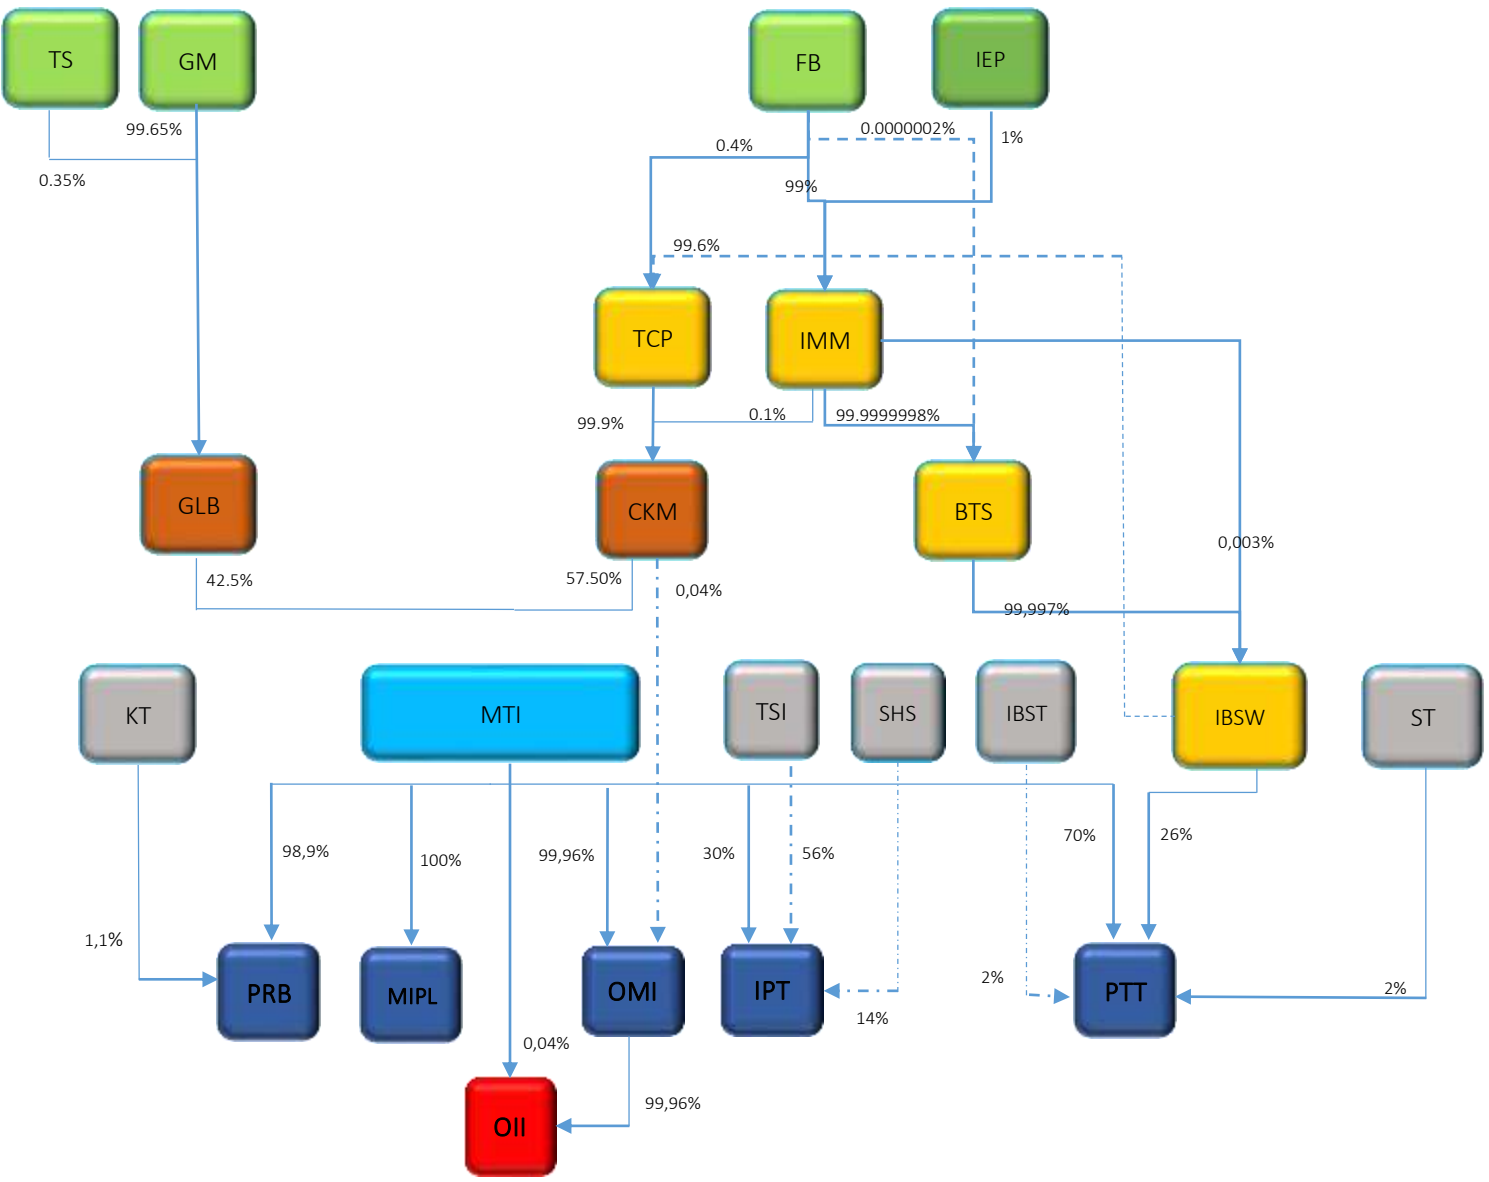 TS
GM
FB
IEP
99.65%
0.0000002%
1%
0.4%
0.35%
99%
99.6%
TCP
IMM
99.9%
0.1%
99.9999998%
GLB
CKM
BTS
0,003%
42.5%
57.50%
0,04%
99,997%
KT
MTI
TSI
SHS
IBST
IBSW
ST
98,9%
100%
99,96%
30%
56%
70%
26%
1,1%
2%
2%
PRB
MIPL
OMI
IPT
PTT
14%
0,04%
99,96%
OII